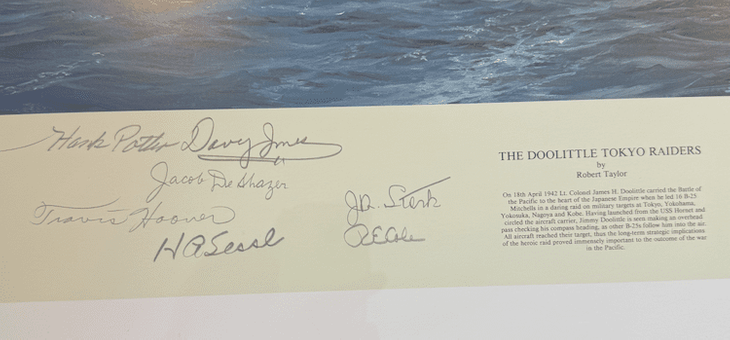 Hank Potter Davy Jones
Jacob DeShazer
Travis Hoover
HA Sessl
J.A. Stork
R E Cole
THE DOOLITTLE TOKYO RAIDERS
by
Robert Taylor
On 18th April 1942 Lt. Colonel James H. Doolittle carried the Battle of
the Pacific to the heart of the Japanese Empire when he led 16 B-25
Mitchells in a daring raid on military targets at Tokyo, Yokohama,
Yokosuka, Nagoya and Kobe. Having launched from the USS Hornet and
circled the aircraft carrier, Jimmy Doolittle is seen making an overhead
pass checking his compass heading, as other B-25s follow him into the air.
All aircraft reached their target, thus the long-term strategic implications
of the heroic raid proved immensely important to the outcome of the war
in the Pacific.